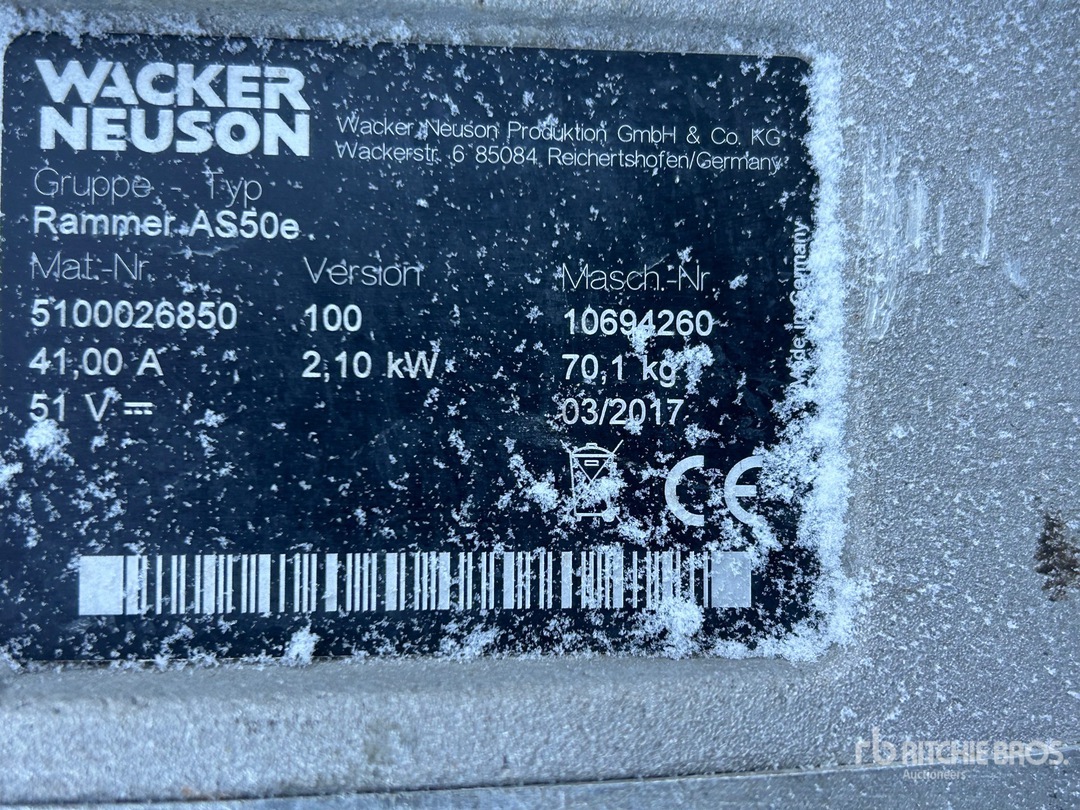 WACKER
NEUSON
Wacker Neuson Produktion GmbH & Co. KG
Wackerstr. 6 85084 Reichertshofen/Germany
Gruppe - Typ
Rammer AS50e
Mat.-Nr. Version Masch.-Nr.
5100026850 100 10694260
41,00 A 2,10 kW 70,1 kg
51 V 03/2017
CE
Made in Germany
rb RITCHIE BROS.
Auctioneers